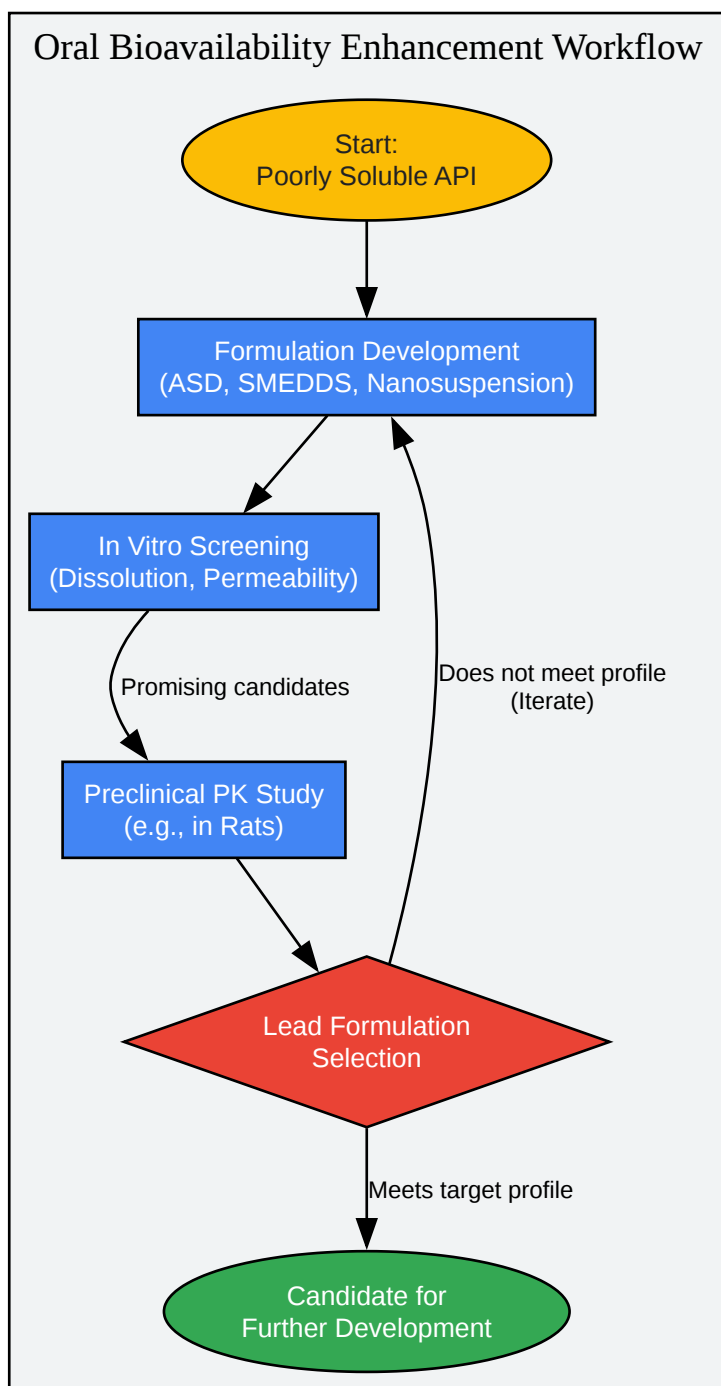 Oral Bioavailability Enhancement Workflow
Start:
Poorly Soluble API
Formulation Development
(ASD, SMEDDS, Nanosuspension)
In Vitro Screening
(Dissolution, Permeability)
Does not meet profile
(Iterate)
Promising candidates
Preclinical PK Study
(e.g., in Rats)
Lead Formulation
Selection
Meets target profile
Candidate for
Further Development